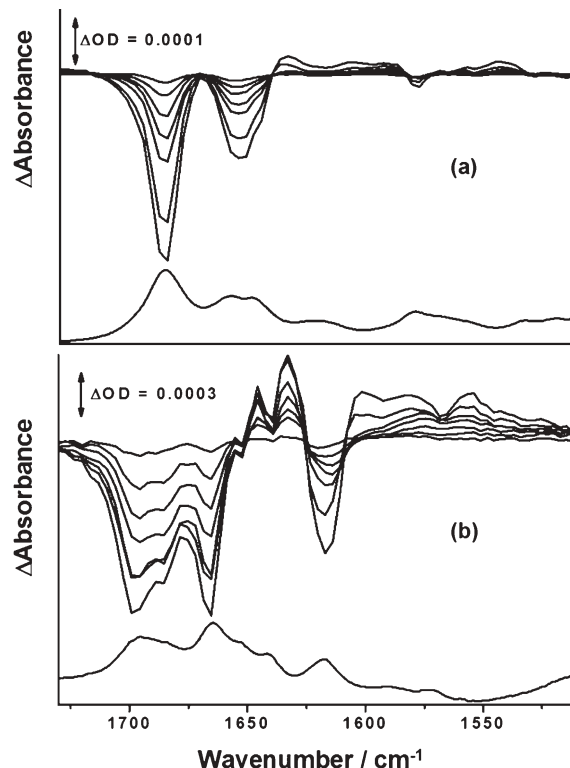 ΔOD = 0.0001
ΔAbsorbance
(a)
ΔOD = 0.0003
ΔAbsorbance
(b)
1700 1650 1600 1550
Wavenumber / cm⁻¹